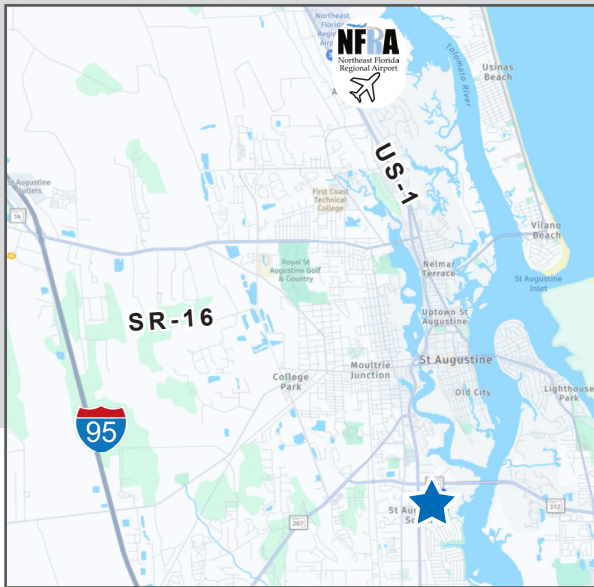 Northeast
Florida
NFRA
Northeast Florida
Regional Airport
Tolomato River
Usinas
Beach
US-1
St Augustine
Outlets
16
First Coast
Technical
College
Vilano
Beach
Royal St
Augustine Golf
& Country
Nelmar
Terrace
St Augustine
Inlet
SR-16
Uptown St
Augustine
Moultrie
Junction
St Augustine
College
Park
Old City
Lighthouse
Park
95
312
207